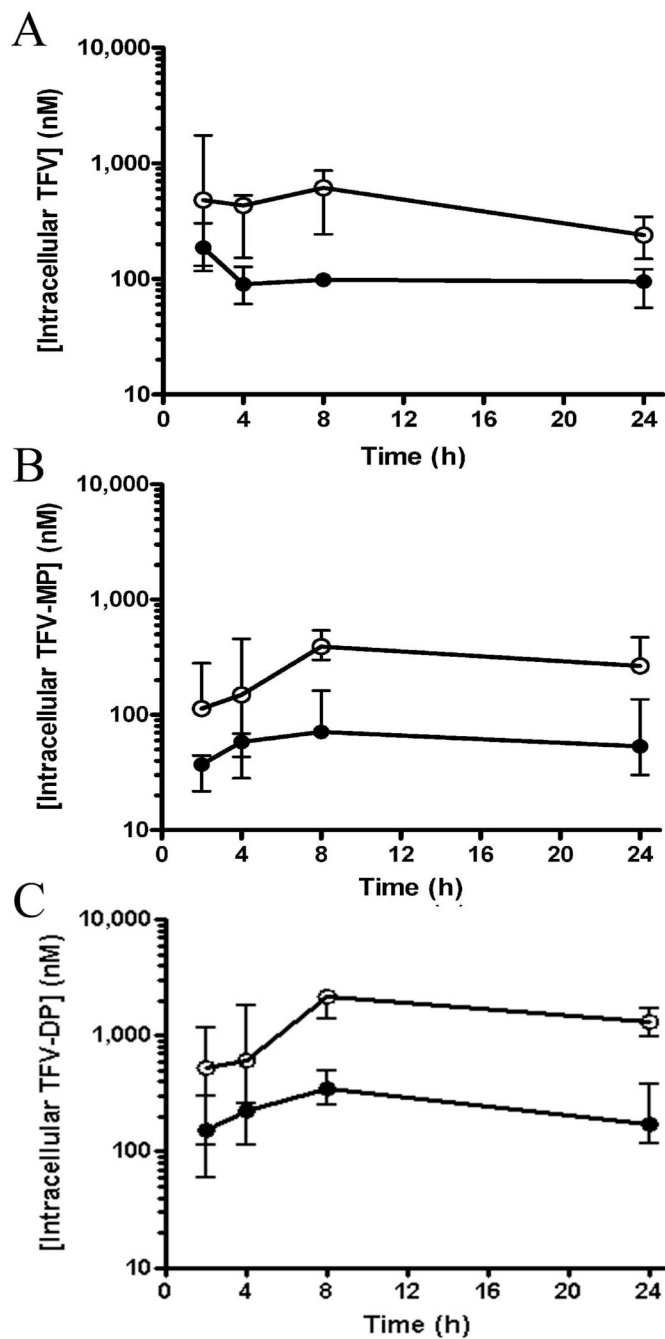 A
[Intracellular TFV] (nM)
10,000
1,000
100
10
0 4 8 12 16 20 24
Time (h)
B
[Intracellular TFV-MP] (nM)
10,000
1,000
100
10
0 4 8 12 16 20 24
Time (h)
C
[Intracellular TFV-DP] (nM)
10,000
1,000
100
10
0 4 8 12 16 20 24
Time (h)